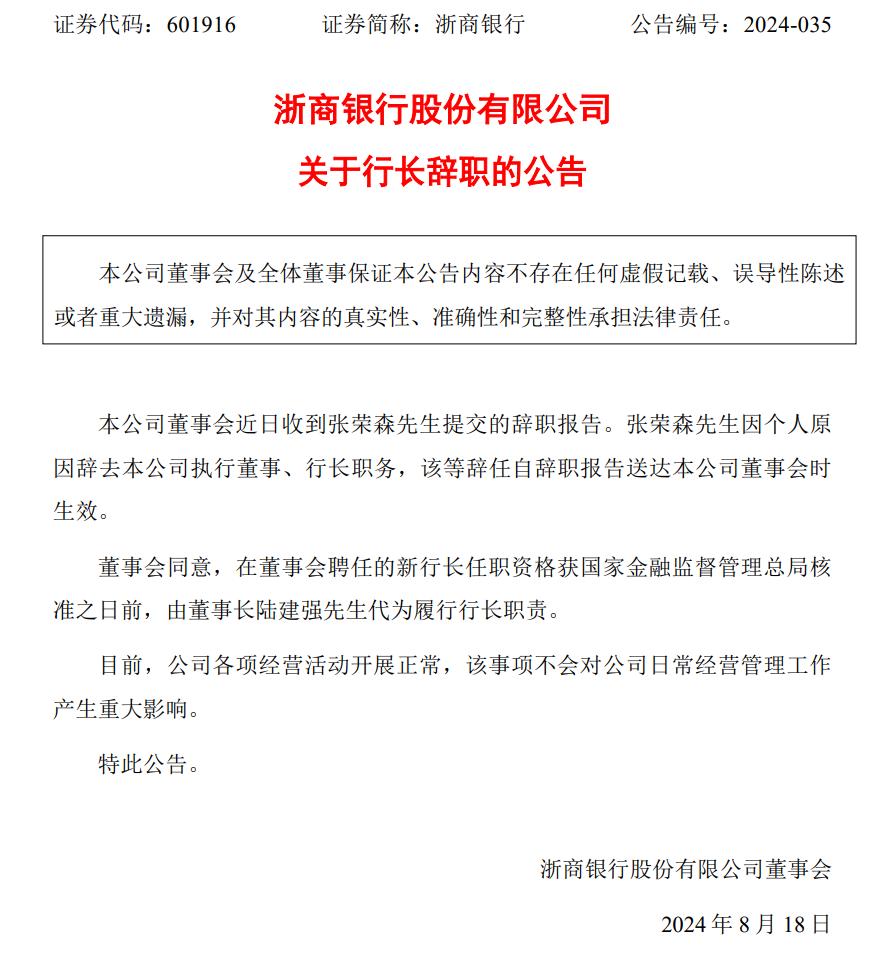 证券代码：601916 证券简称：浙商银行 公告编号：2024-035
浙商银行股份有限公司
关于行长辞职的公告
本公司董事会及全体董事保证本公告内容不存在任何虚假记载、误导性陈述
或者重大遗漏，并对其内容的真实性、准确性和完整性承担法律责任。
本公司董事会近日收到张荣森先生提交的辞职报告。张荣森先生因个人原
因辞去本公司执行董事、行长职务，该等辞任自辞职报告送达本公司董事会时
生效。
董事会同意，在董事会聘任的新行长任职资格获国家金融监督管理总局核
准之日前，由董事长陆建强先生代为履行行长职责。
目前，公司各项经营活动开展正常，该事项不会对公司日常经营管理工作
产生重大影响。
特此公告。
浙商银行股份有限公司董事会
2024 年 8 月 18 日